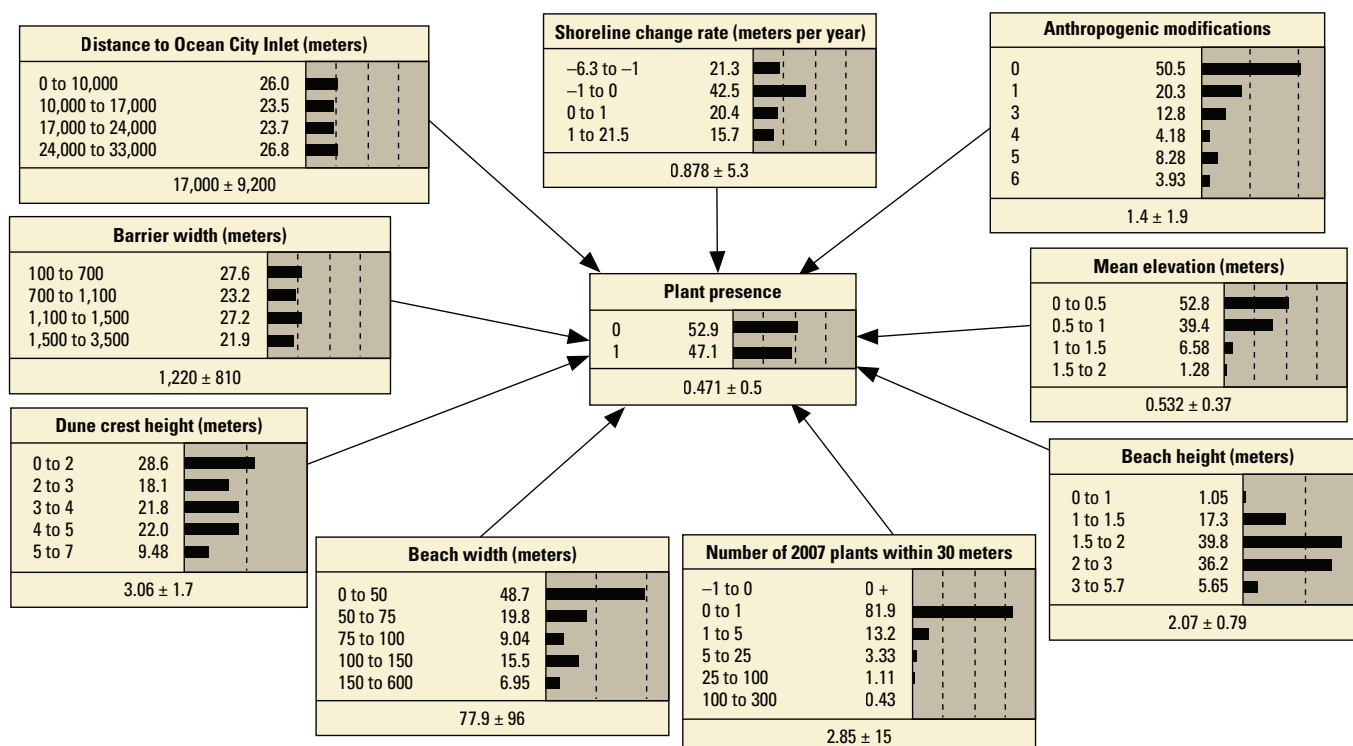 Distance to Ocean City Inlet (meters)
0 to 10,000 26.0
10,000 to 17,000 23.5
17,000 to 24,000 23.7
24,000 to 33,000 26.8
17,000 ± 9,200
Shoreline change rate (meters per year)
–6.3 to –1 21.3
–1 to 0 42.5
0 to 1 20.4
1 to 21.5 15.7
0.878 ± 5.3
Anthropogenic modifications
0 50.5
1 20.3
3 12.8
4 4.18
5 8.28
6 3.93
1.4 ± 1.9
Barrier width (meters)
100 to 700 27.6
700 to 1,100 23.2
1,100 to 1,500 27.2
1,500 to 3,500 21.9
1,220 ± 810
Plant presence
0 52.9
1 47.1
0.471 ± 0.5
Mean elevation (meters)
0 to 0.5 52.8
0.5 to 1 39.4
1 to 1.5 6.58
1.5 to 2 1.28
0.532 ± 0.37
Dune crest height (meters)
0 to 2 28.6
2 to 3 18.1
3 to 4 21.8
4 to 5 22.0
5 to 7 9.48
3.06 ± 1.7
Beach width (meters)
0 to 50 48.7
50 to 75 19.8
75 to 100 9.04
100 to 150 15.5
150 to 600 6.95
77.9 ± 96
Number of 2007 plants within 30 meters
–1 to 0 0 +
0 to 1 81.9
1 to 5 13.2
5 to 25 3.33
25 to 100 1.11
100 to 300 0.43
2.85 ± 15
Beach height (meters)
0 to 1 1.05
1 to 1.5 17.3
1.5 to 2 39.8
2 to 3 36.2
3 to 5.7 5.65
2.07 ± 0.79